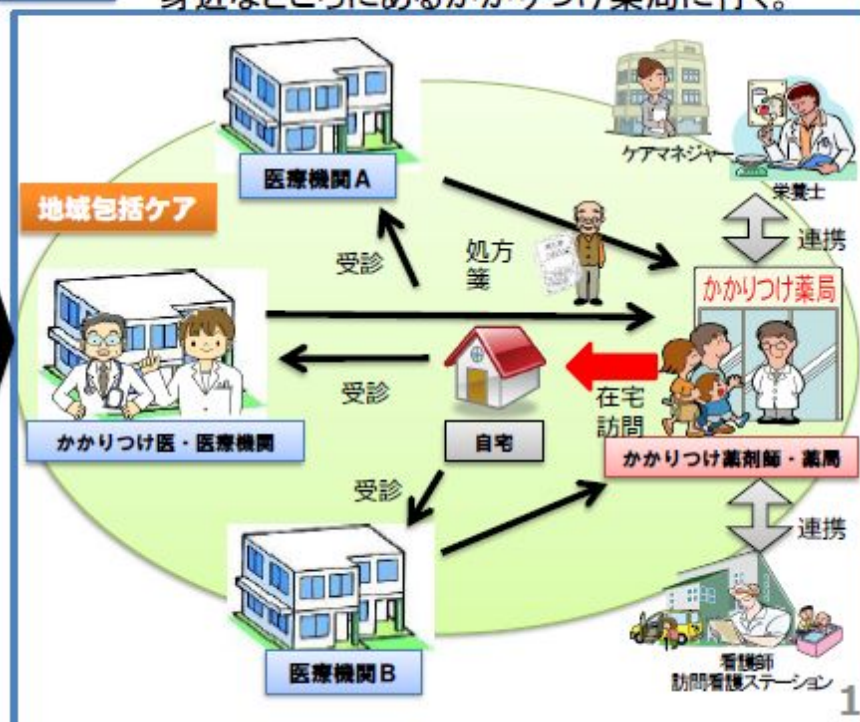 身近なところにあるかかりつけ薬局に行く。
ケアマネジャー
医療機関A
栄養士
地域包括ケア
連携
受診
処方
箋
かかりつけ薬局
受診
在宅
訪問
かかりつけ医・医療機関
自宅
かかりつけ薬剤師・薬局
受診
連携
医療機関B
看護師
訪問看護ステーション
1